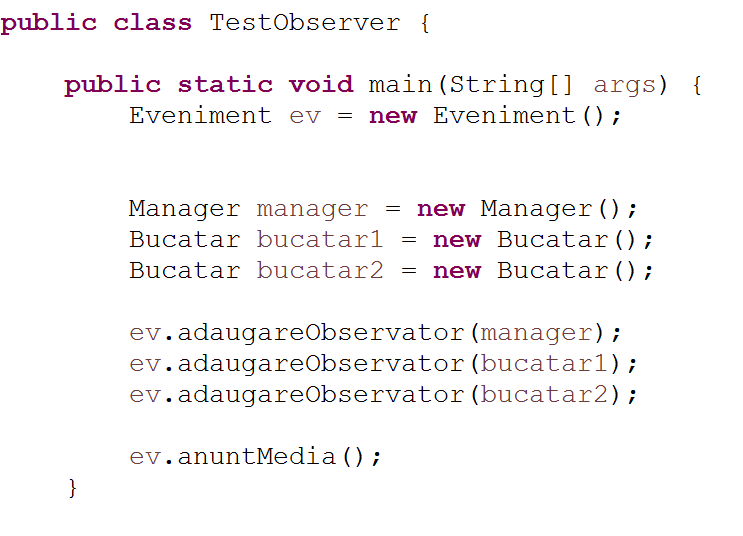 public class TestObserver {
public static void main(String[] args) {
Eveniment ev = new Eveniment();
Manager manager = new Manager();
Bucatar bucatar1 = new Bucatar();
Bucatar bucatar2 = new Bucatar();
ev.adaugareObservator(manager);
ev.adaugareObservator(bucatar1);
ev.adaugareObservator(bucatar2);
ev.anuntMedia();
}